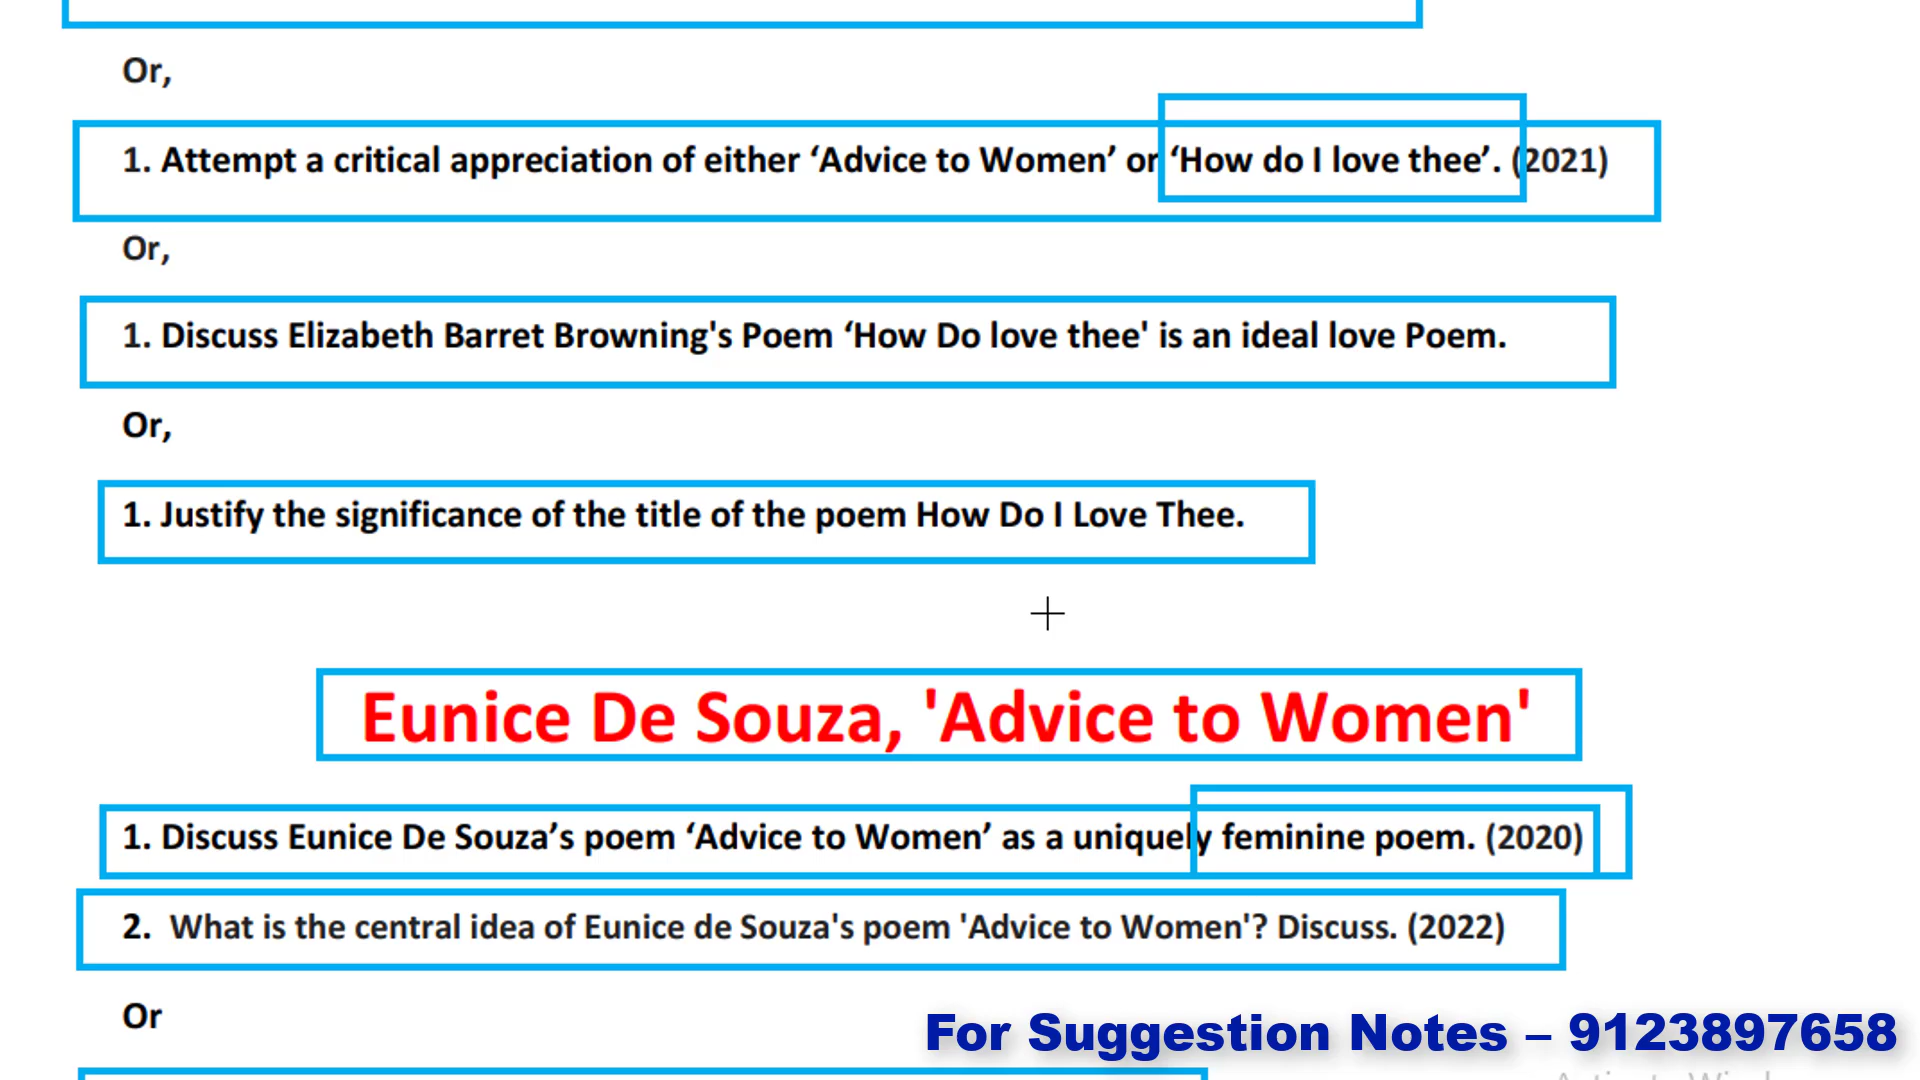 Or,
1. Attempt a critical appreciation of either ‘Advice to Women’ or ‘How do I love thee’. (2021)
Or,
1. Discuss Elizabeth Barret Browning's Poem ‘How Do love thee' is an ideal love Poem.
Or,
1. Justify the significance of the title of the poem How Do I Love Thee.
Eunice De Souza, 'Advice to Women'
1. Discuss Eunice De Souza’s poem ‘Advice to Women’ as a uniquely feminine poem. (2020)
2. What is the central idea of Eunice de Souza's poem 'Advice to Women'? Discuss. (2022)
Or
For Suggestion Notes – 9123897658